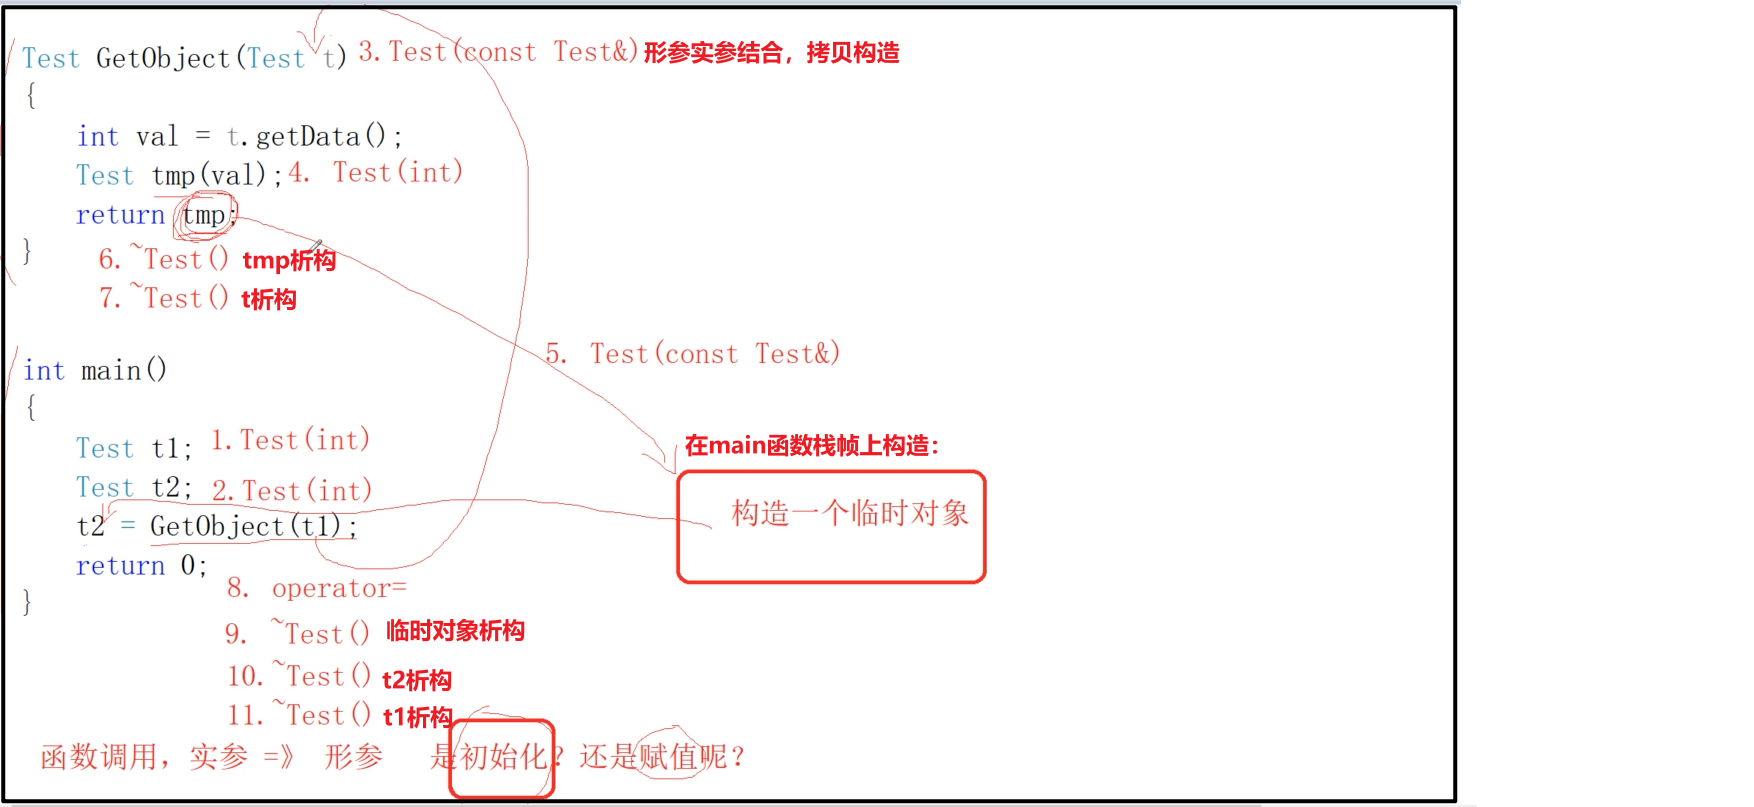 Test GetObject(Test t) 3.Test(const Test&)形参实参结合，拷贝构造
{
int val = t.getData();
Test tmp(val);4. Test(int)
return tmp;
}
6.~Test() tmp析构
7.~Test() t析构
5. Test(const Test&)
int main()
{
Test t1; 1.Test(int)
Test t2; 2.Test(int)
t2 = GetObject(t1);
return 0;
}
在main函数栈帧上构造：
构造一个临时对象
8. operator=
9. ~Test() 临时对象析构
10.~Test() t2析构
11.~Test() t1析构
函数调用，实参 =》 形参 是初始化？还是赋值呢？